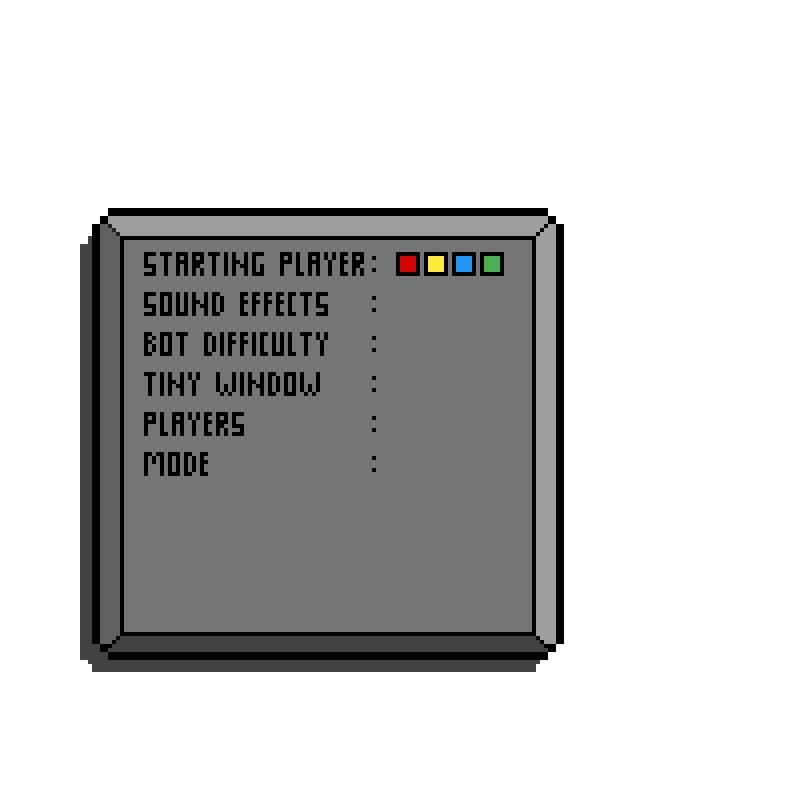 STARTING PLAYER:
SOUND EFFECTS :
BOT DIFFICULTY :
TINY WINDOW :
PLAYERS :
MODE :